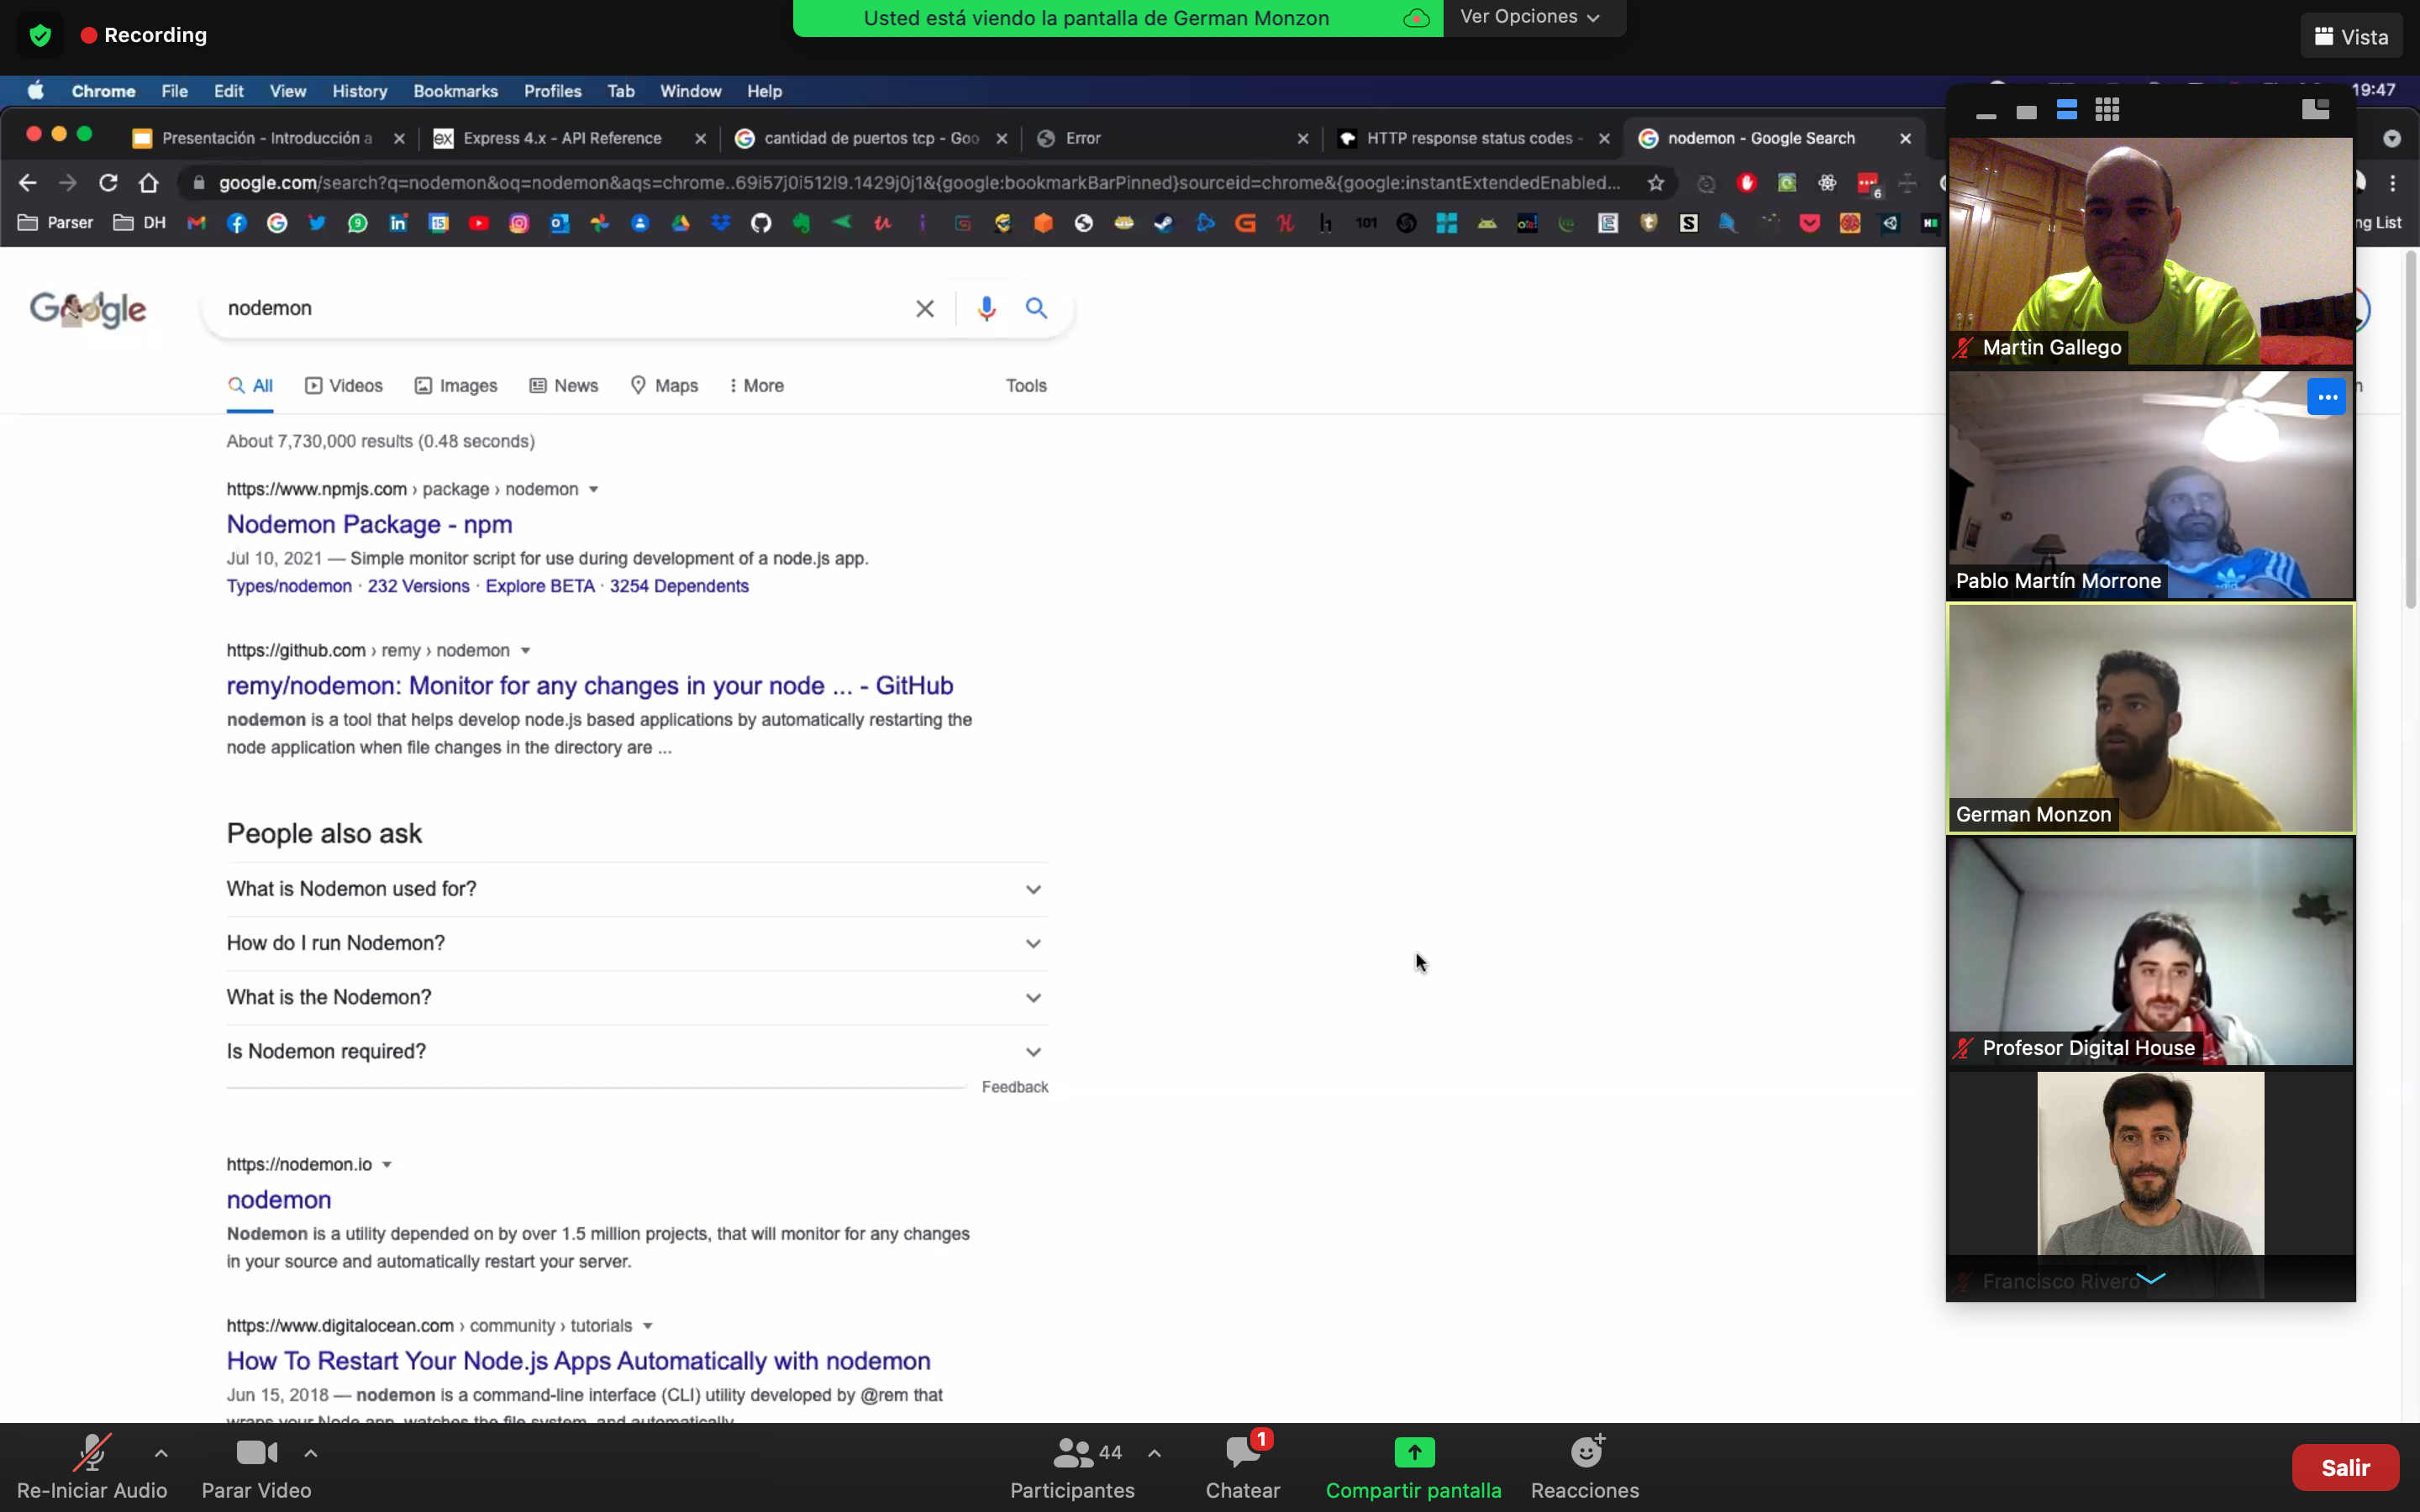 Recording
Usted está viendo la pantalla de German Monzon
Ver Opciones
Vista
Chrome File Edit View History Bookmarks Profiles Tab Window Help
19:47
Presentación - Introducción a
Express 4.x - API Reference
cantidad de puertos tcp - Goo
Error
HTTP response status codes -
nodemon - Google Search
google.com/search?q=nodemon&oq=nodemon&aqs=chrome..69i57j0i512l9.1429j0j1&{google:bookmarkBarPinned}sourceid=chrome&{google:instantExtendedEnabled...
Parser
DH
ng List
Google
nodemon
All Videos Images News Maps More Tools
About 7,730,000 results (0.48 seconds)
https://www.npmjs.com › package › nodemon
Nodemon Package - npm
Jul 10, 2021 — Simple monitor script for use during development of a node.js app.
Types/nodemon · 232 Versions · Explore BETA · 3254 Dependents
https://github.com › remy › nodemon
remy/nodemon: Monitor for any changes in your node ... - GitHub
nodemon is a tool that helps develop node.js based applications by automatically restarting the
node application when file changes in the directory are ...
People also ask
What is Nodemon used for?
How do I run Nodemon?
What is the Nodemon?
Is Nodemon required?
Feedback
https://nodemon.io
nodemon
Nodemon is a utility depended on by over 1.5 million projects, that will monitor for any changes
in your source and automatically restart your server.
https://www.digitalocean.com › community › tutorials
How To Restart Your Node.js Apps Automatically with nodemon
Jun 15, 2018 — nodemon is a command-line interface (CLI) utility developed by @rem that
wraps your Node app, watches the file system, and automatically
Martin Gallego
Pablo Martín Morrone
German Monzon
Profesor Digital House
Francisco Rivero
Re-Iniciar Audio
Parar Video
44
Participantes
1
Chatear
Compartir pantalla
Reacciones
Salir